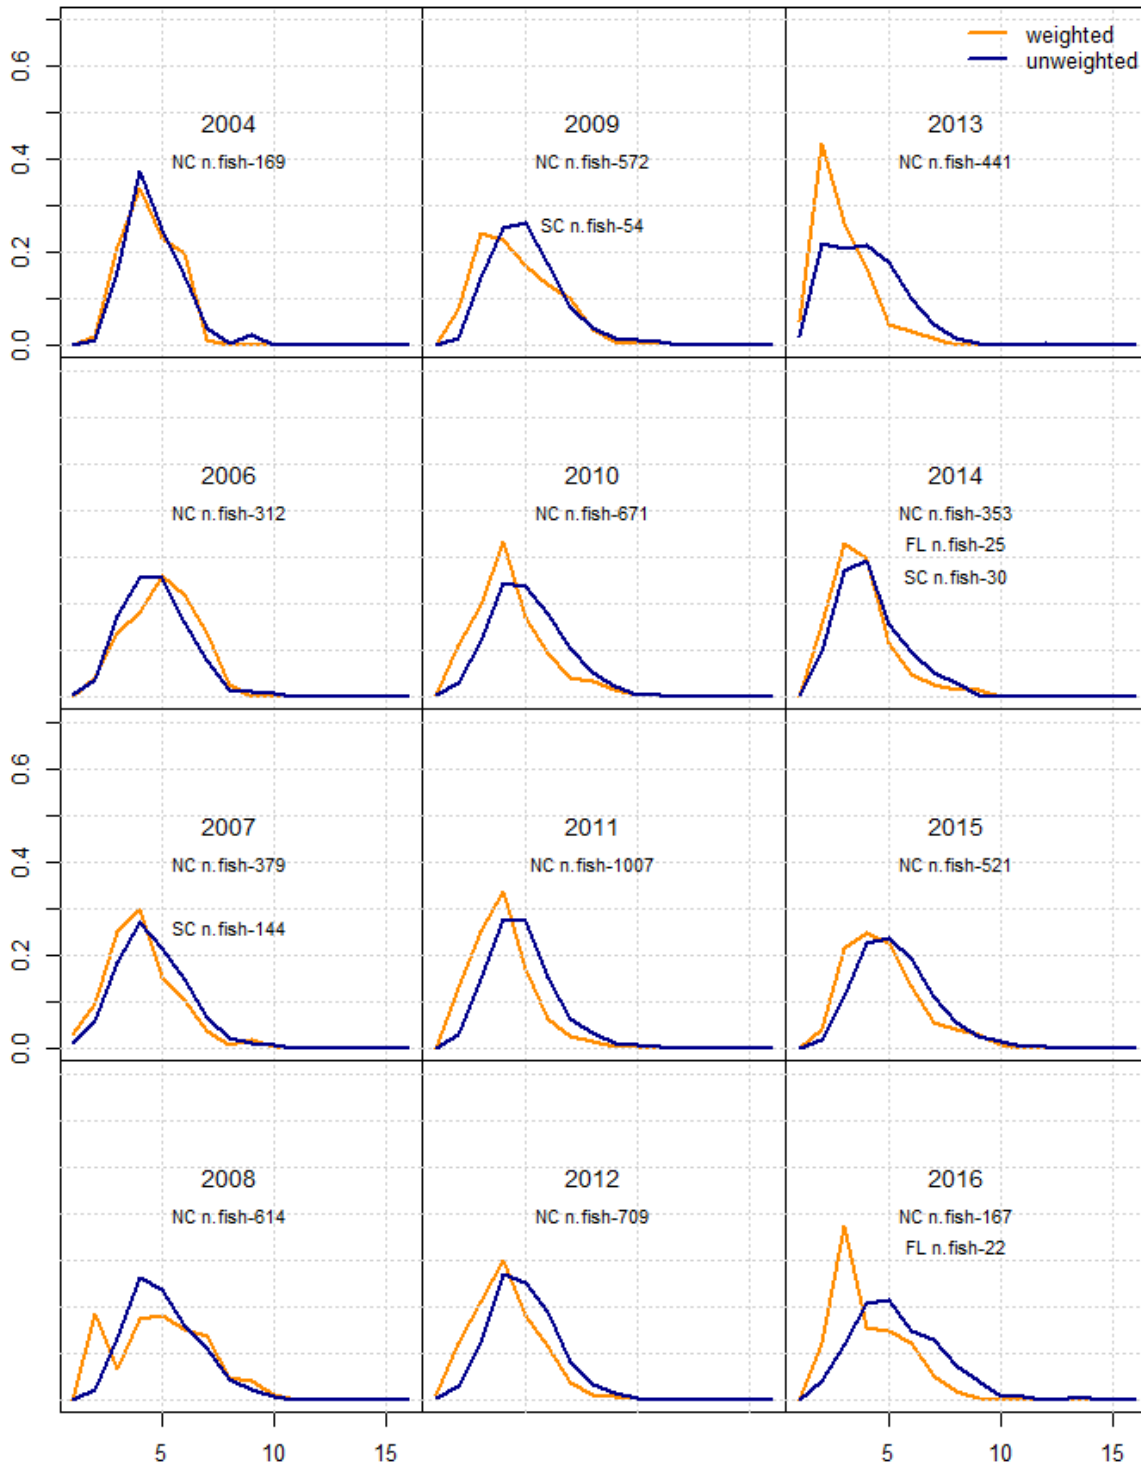 weighted
unweighted
0.6
0.4
0.2
0.0
2004
NC n.fish-169
2009
NC n.fish-572
SC n.fish-54
2013
NC n.fish-441
2006
NC n.fish-312
2010
NC n.fish-671
2014
NC n.fish-353
FL n.fish-25
SC n.fish-30
0.6
0.4
0.2
0.0
2007
NC n.fish-379
SC n.fish-144
2011
NC n.fish-1007
2015
NC n.fish-521
2008
NC n.fish-614
2012
NC n.fish-709
2016
NC n.fish-167
FL n.fish-22
5 15 5 10 15